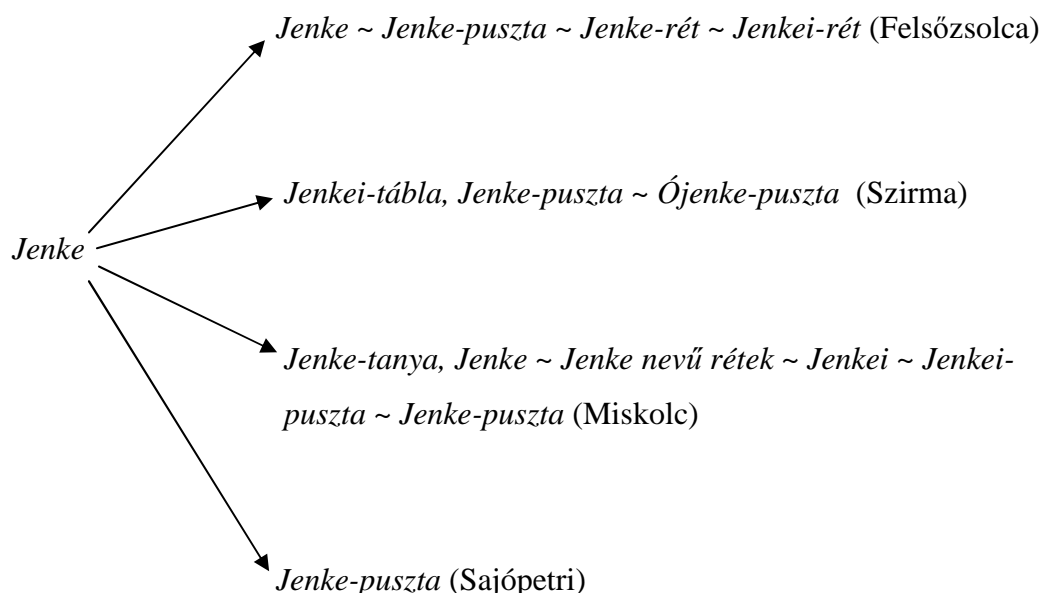 Jenke ~ Jenke-puszta ~ Jenke-rét ~ Jenkei-rét (Felsőzsolca)
Jenkei-tábla, Jenke-puszta ~ Ójenke-puszta (Szirma)
Jenke
Jenke-tanya, Jenke ~ Jenke nevű rétek ~ Jenkei ~ Jenkei-
puszta ~ Jenke-puszta (Miskolc)
Jenke-puszta (Sajópetri)